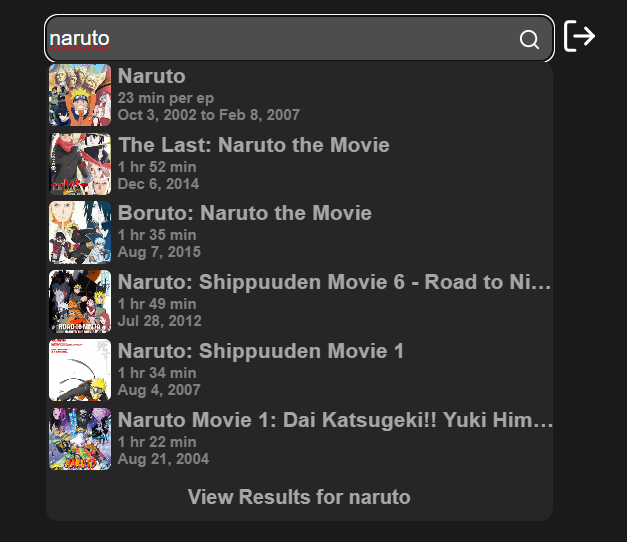 naruto
Naruto
23 min per ep
Oct 3, 2002 to Feb 8, 2007
The Last: Naruto the Movie
1 hr 52 min
Dec 6, 2014
Boruto: Naruto the Movie
1 hr 35 min
Aug 7, 2015
Naruto: Shippuuden Movie 6 - Road to Ni...
1 hr 49 min
Jul 28, 2012
Naruto: Shippuuden Movie 1
1 hr 34 min
Aug 4, 2007
Naruto Movie 1: Dai Katsugeki!! Yuki Him...
1 hr 22 min
Aug 21, 2004
View Results for naruto